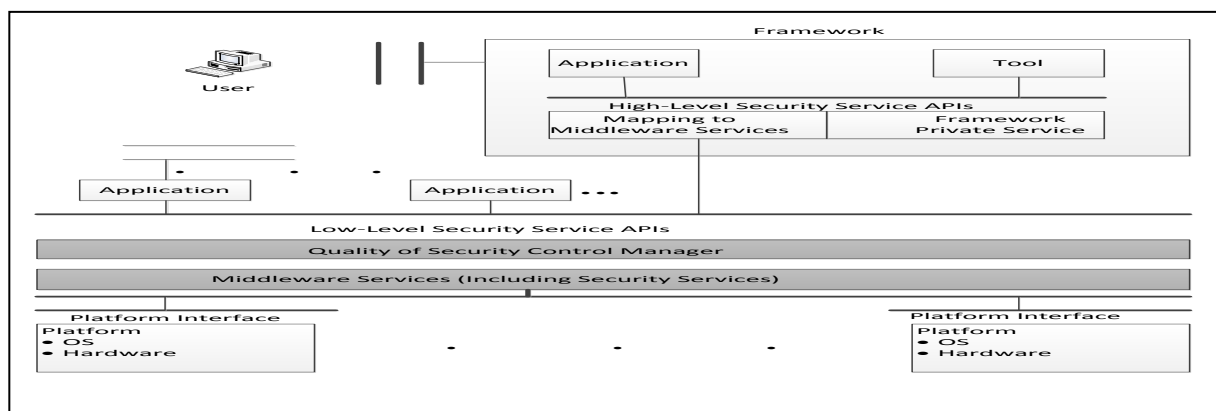 Framework
User
Application
Tool
High-Level Security Service APIs
Mapping to
Middleware Services
Framework
Private Service
Application
Application
Low-Level Security Service APIs
Quality of Security Control Manager
Middleware Services (Including Security Services)
Platform Interface
Platform
• OS
• Hardware
Platform Interface
Platform
• OS
• Hardware